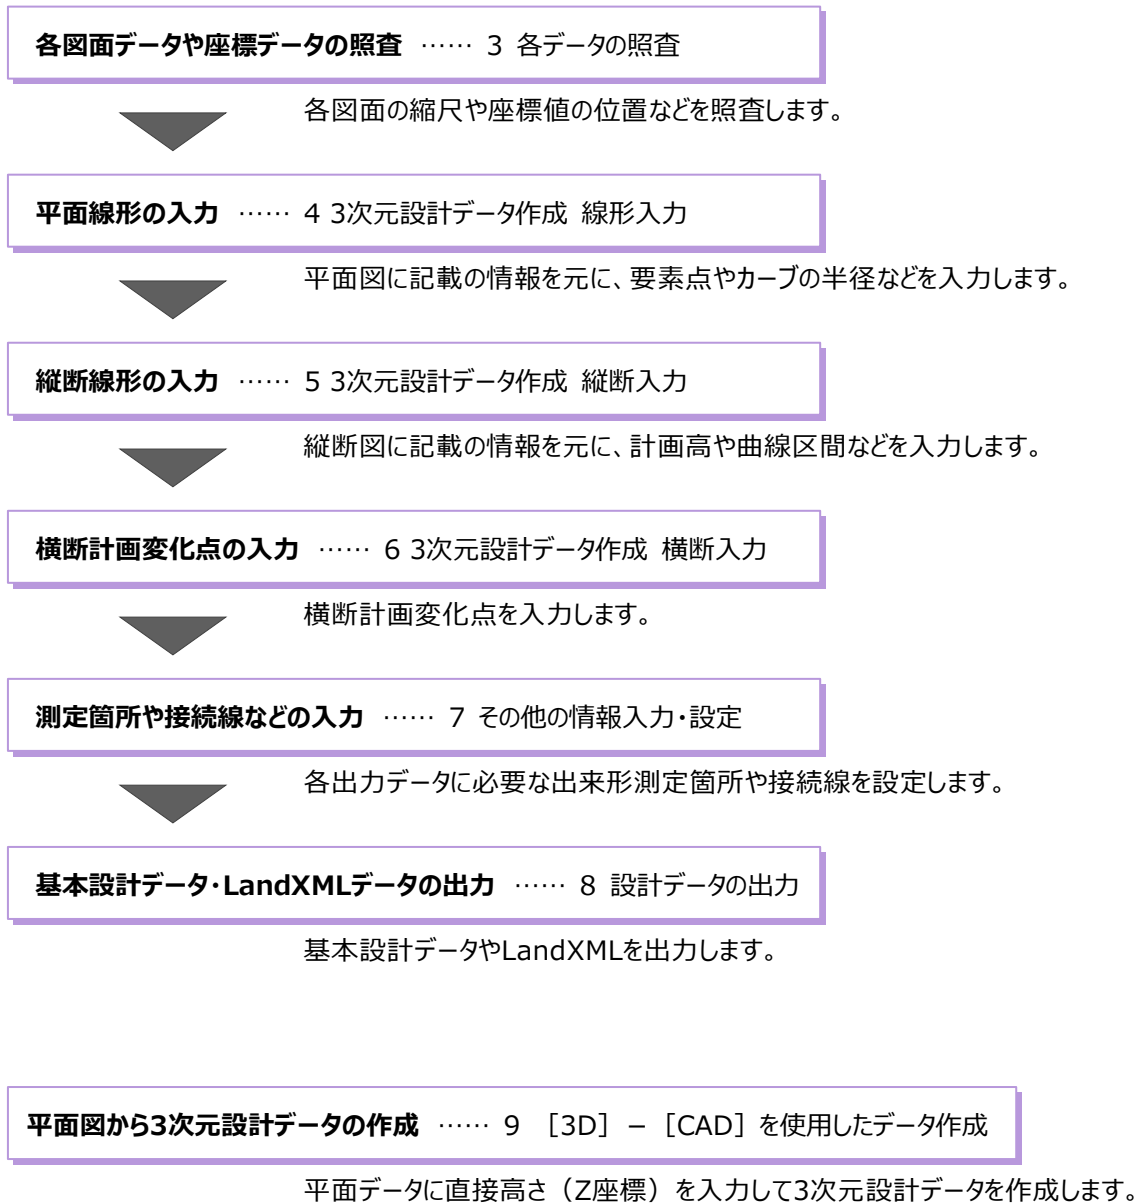 各図面データや座標データの照査 …… 3 各データの照査
各図面の縮尺や座標値の位置などを照査します。
平面線形の入力 …… 4 3次元設計データ作成 線形入力
平面図に記載の情報を元に、要素点やカーブの半径などを入力します。
縦断線形の入力 …… 5 3次元設計データ作成 縦断入力
縦断図に記載の情報を元に、計画高や曲線区間などを入力します。
横断計画変化点の入力 …… 6 3次元設計データ作成 横断入力
横断計画変化点を入力します。
測定箇所や接続線などの入力 …… 7 その他の情報入力・設定
各出力データに必要な出来形測定箇所や接続線を設定します。
基本設計データ・LandXMLデータの出力 …… 8 設計データの出力
基本設計データやLandXMLを出力します。
平面図から3次元設計データの作成 …… 9 ［3D］－［CAD］を使用したデータ作成
平面データに直接高さ（Z座標）を入力して3次元設計データを作成します。